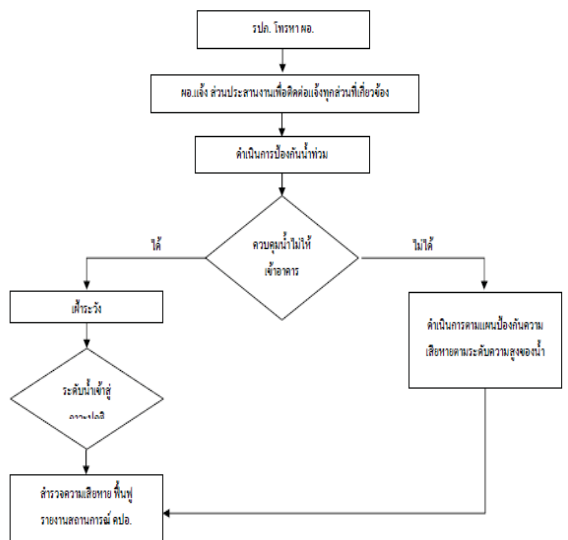 รปภ. โทรหา ผอ.
ผอ.แจ้ง ส่วนประสานงานเพื่อติดต่อแจ้งทุกส่วนที่เกี่ยวข้อง
ดำเนินการป้องกันน้ำท่วม
ควบคุมน้ำไม่ให้
เข้าอาคาร
ได้
ไม่ได้
เฝ้าระวัง
ดำเนินการตามแผนป้องกันความ
เสียหายตามระดับความสูงของน้ำ
ระดับน้ำเข้าสู่
สำรวจความเสียหาย ฟื้นฟู
รายงานสถานการณ์ คปอ.